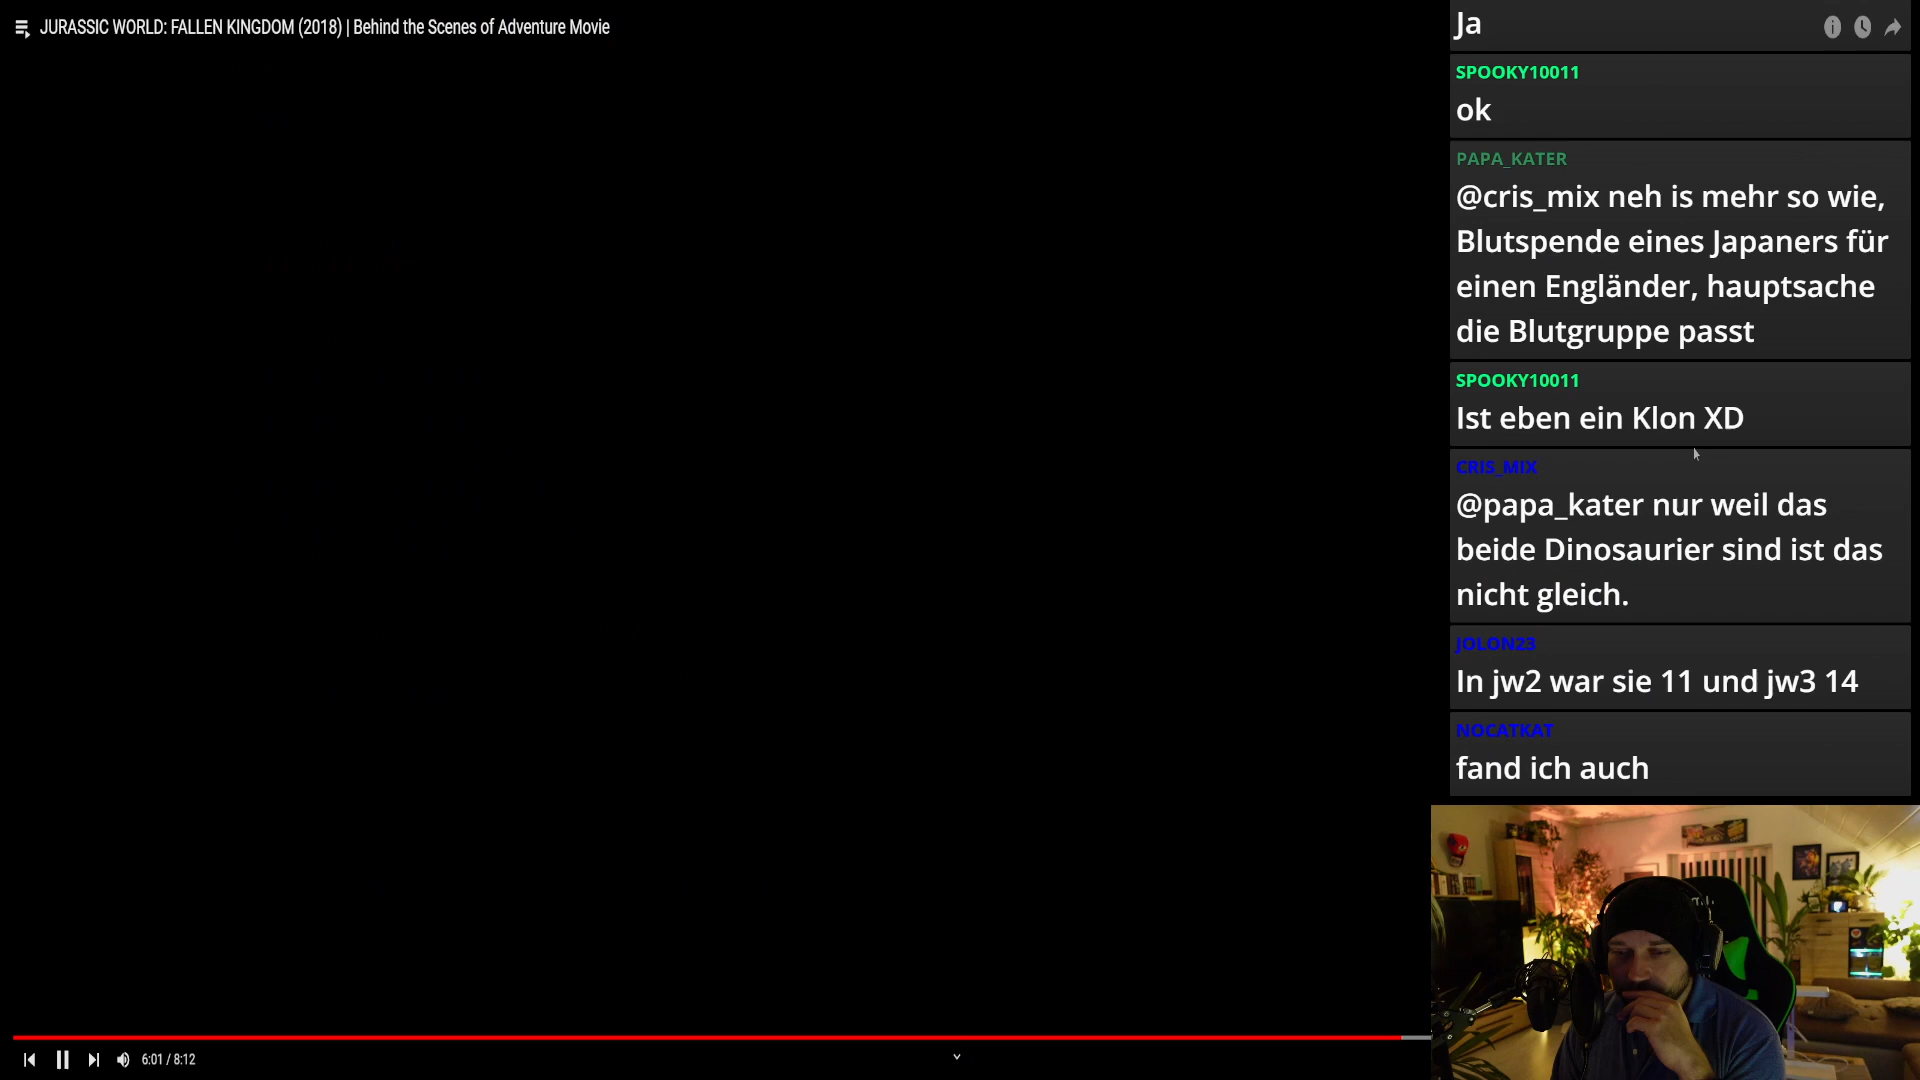 JURASSIC WORLD: FALLEN KINGDOM (2018) | Behind the Scenes of Adventure Movie
Ja
SPOOKY10011
ok
PAPA_KATER
@cris_mix neh is mehr so wie,
Blutspende eines Japaners für
einen Engländer, hauptsache
die Blutgruppe passt
SPOOKY10011
Ist eben ein Klon XD
CRIS_MIX
@papa_kater nur weil das
beide Dinosaurier sind ist das
nicht gleich.
JOLON23
In jw2 war sie 11 und jw3 14
NOCATKAT
fand ich auch
6:01 / 8:12